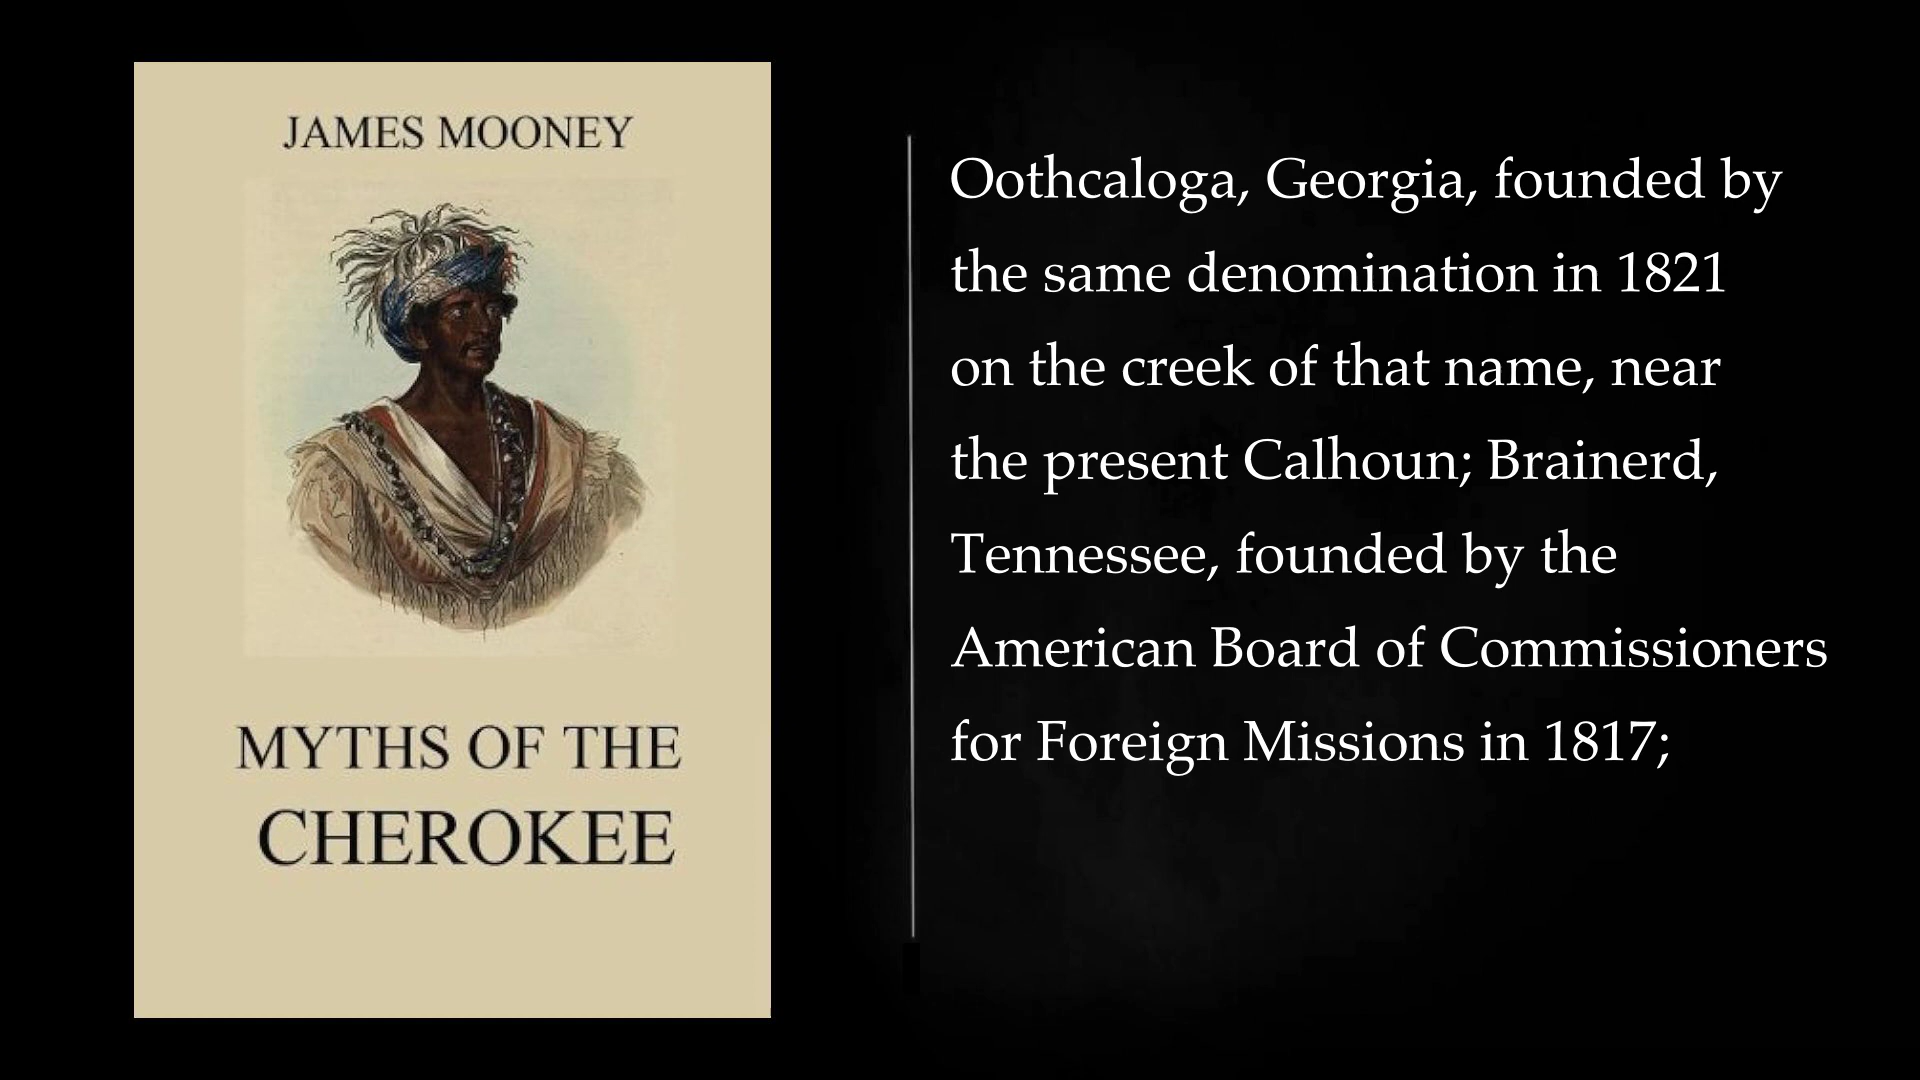 JAMES MOONEY
MYTHS OF THE
CHEROKEE
Oothcaloga, Georgia, founded by
the same denomination in 1821
on the creek of that name, near
the present Calhoun; Brainerd,
Tennessee, founded by the
American Board of Commissioners
for Foreign Missions in 1817;